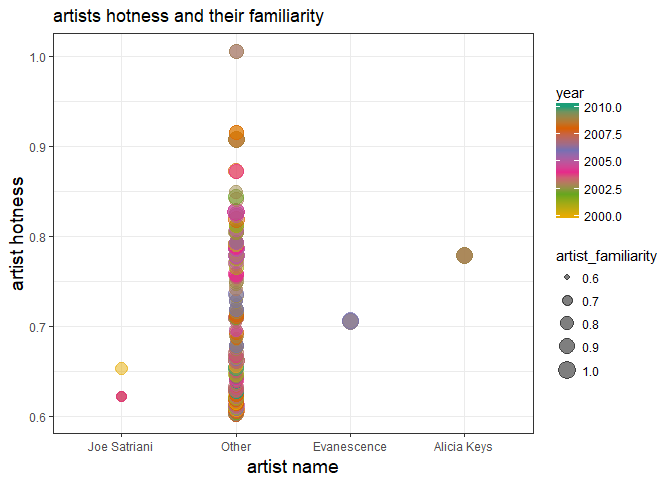 artists hotness and their familiarity
artist hotness
1.0
0.9
0.8
0.7
0.6
Joe Satriani Other Evanescence Alicia Keys
artist name
year
2010.0
2007.5
2005.0
2002.5
2000.0
artist_familiarity
0.6
0.7
0.8
0.9
1.0